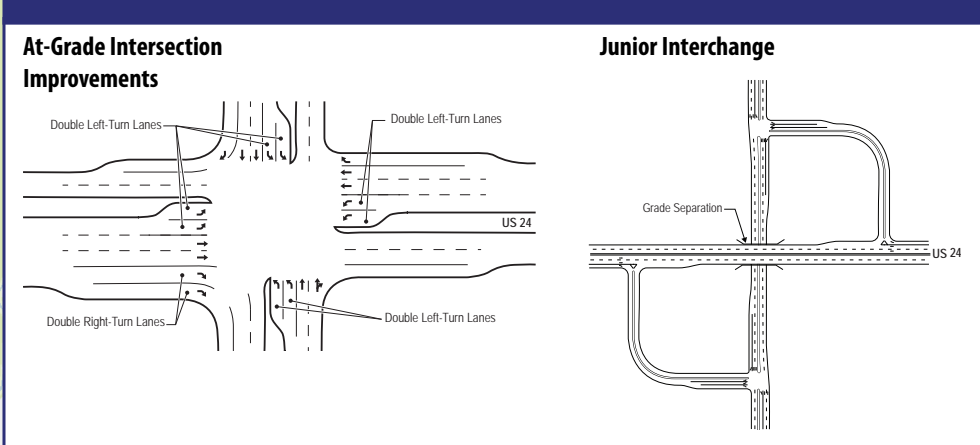 At-Grade Intersection
Improvements
Double Left-Turn Lanes
Double Left-Turn Lanes
US 24
Double Right-Turn Lanes
Double Left-Turn Lanes
Junior Interchange
Grade Separation
US 24